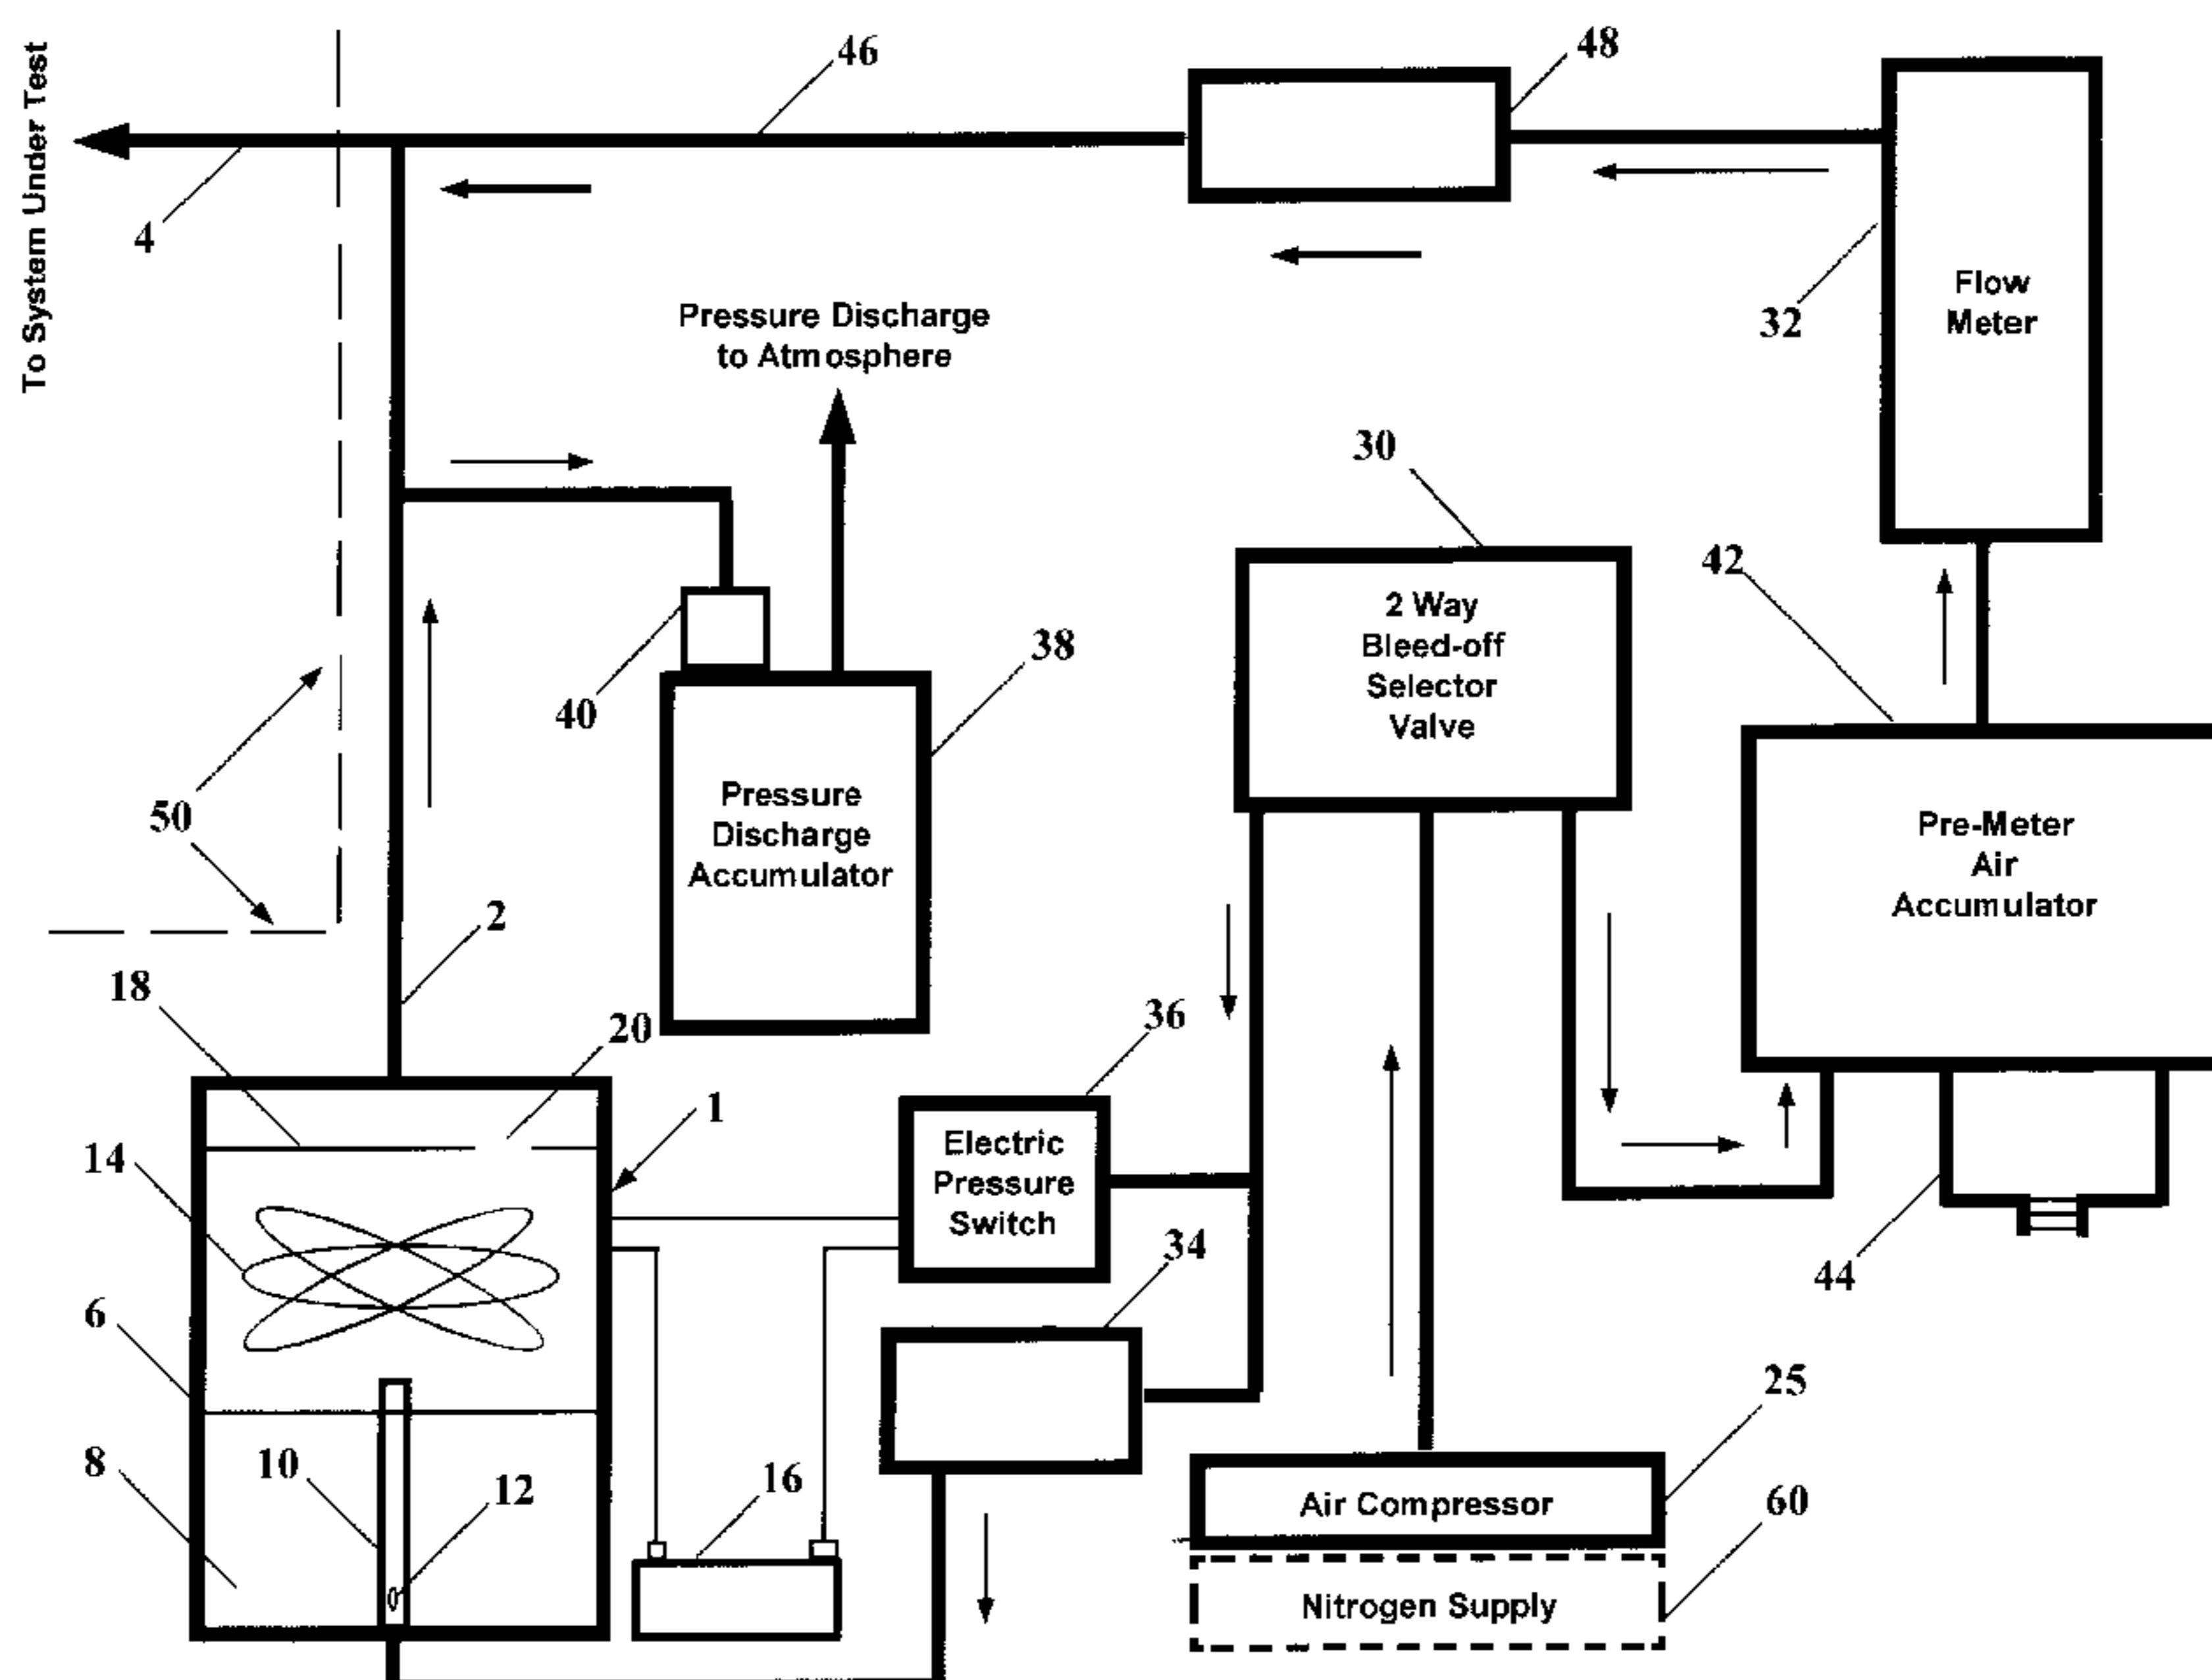 To System Under Test
46
48
4
Flow
Meter
32
Pressure Discharge
to Atmosphere
30
42
2 Way
Bleed-off
Selector
Valve
38
40
50
Pressure
Discharge
Accumulator
Pre-Meter
Air
Accumulator
2
18
20
36
1
14
Electric
Pressure
Switch
34
44
6
25
8
10
12
16
Air Compressor
60
Nitrogen Supply